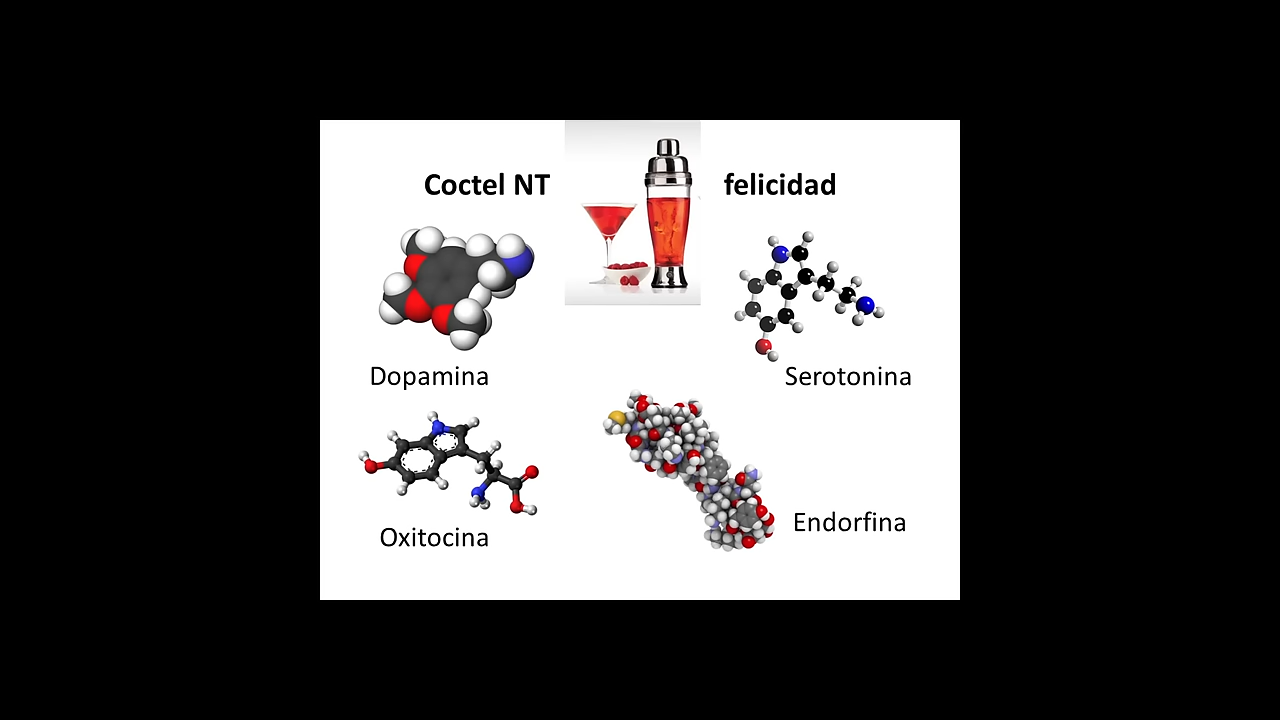 Coctel NT felicidad
Dopamina
Serotonina
Oxitocina
Endorfina